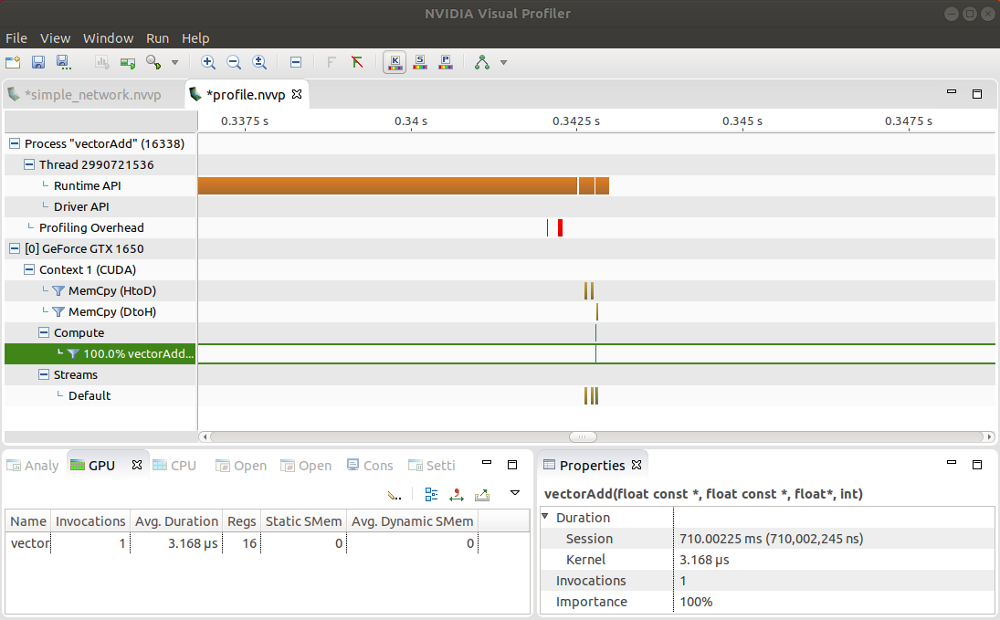 NVIDIA Visual Profiler
File View Window Run Help
*simple_network.nvvp *profile.nvvp
0.3375 s 0.34 s 0.3425 s 0.345 s 0.3475 s
Process "vectorAdd" (16338)
Thread 2990721536
Runtime API
Driver API
Profiling Overhead
[0] GeForce GTX 1650
Context 1 (CUDA)
MemCpy (HtoD)
MemCpy (DtoH)
Compute
100.0% vectorAdd...
Streams
Default
Analy GPU CPU Open Open Cons Setti
Name Invocations Avg. Duration Regs Static SMem Avg. Dynamic SMem
vector 1 3.168 µs 16 0 0
Properties
vectorAdd(float const *, float const *, float*, int)
Duration
Session 710.00225 ms (710,002,245 ns)
Kernel 3.168 µs
Invocations 1
Importance 100%